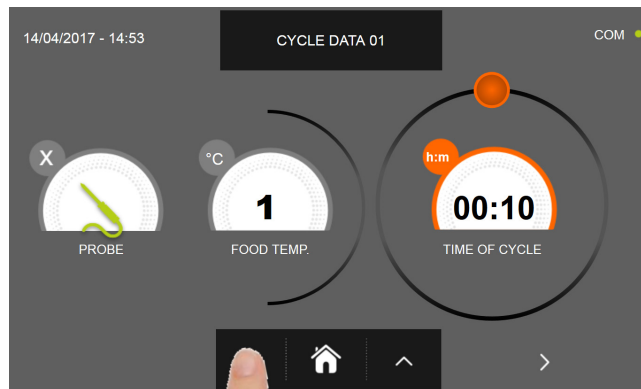 14/04/2017 - 14:53
CYCLE DATA 01
COM
X
°C
h:m
1
00:10
PROBE
FOOD TEMP.
TIME OF CYCLE